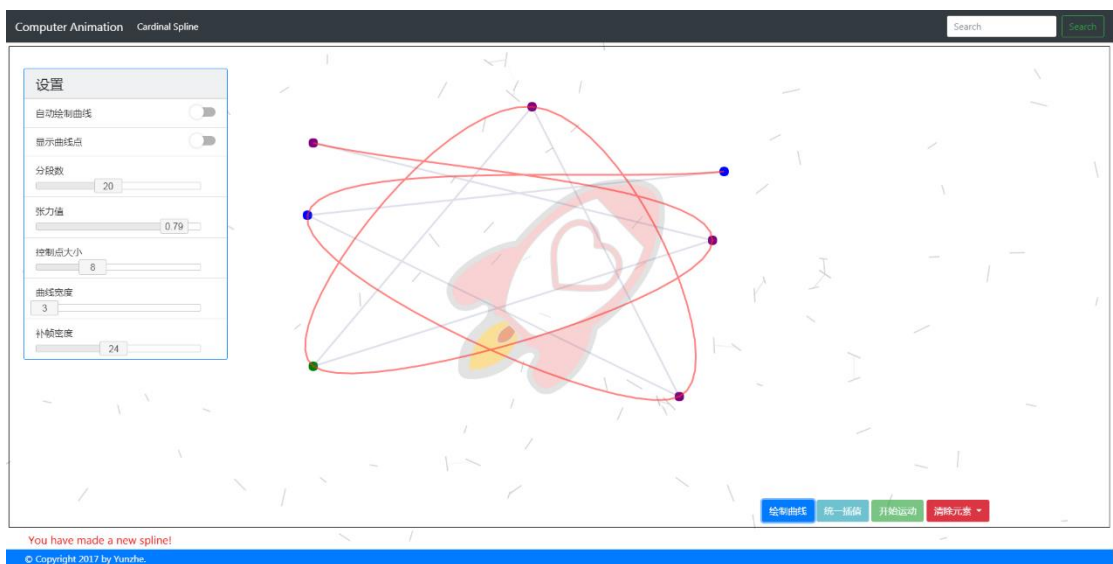 Computer Animation Cardinal Spline Search Search
设置
自动绘制曲线
显示曲线点
分段数
20
张力值
0.79
控制点大小
8
曲线宽度
3
补帧密度
24
绘制曲线 统一插值 开始运动 清除元素
You have made a new spline!
© Copyright 2017 by Yunzhe.